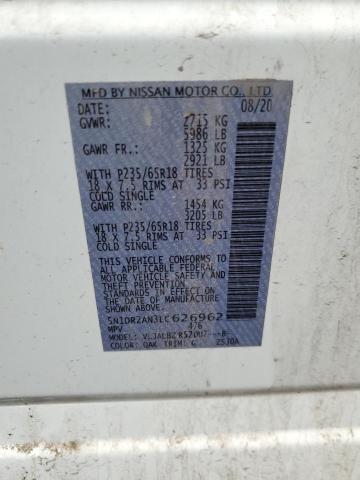 MFD BY NISSAN MOTOR CO., LTD
DATE: 08/20
GVWR: 2715 KG
5986 LB
GAWR FR: 1325 KG
2921 LB
WITH P235/65R18 TIRES
18 X 7.5 RIMS AT 33 PSI
COLD SINGLE
GAWR RR: 1454 KG
3205 LB
WITH P235/65R18 TIRES
18 X 7.5 RIMS AT 33 PSI
COLD SINGLE
THIS VEHICLE CONFORMS TO
ALL APPLICABLE FEDERAL
MOTOR VEHICLE SAFETY AND
THEFT PREVENTION
STANDARDS IN EFFECT ON
THE DATE OF MANUFACTURE
SHOWN ABOVE.
5N1DR2AN3LC626962
MPV 4/6
MODEL:
COLOR: QAK TRIM: G